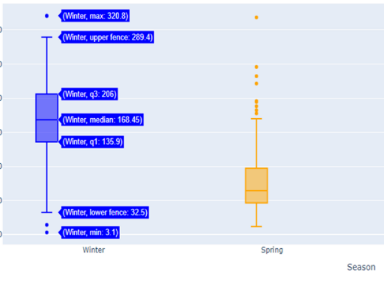 (Winter, max: 320.8)
(Winter, upper fence: 289.4)
(Winter, q3: 206)
(Winter, median: 168.45)
(Winter, q1: 135.9)
(Winter, lower fence: 32.5)
(Winter, min: 3.1)
Winter Spring
Season